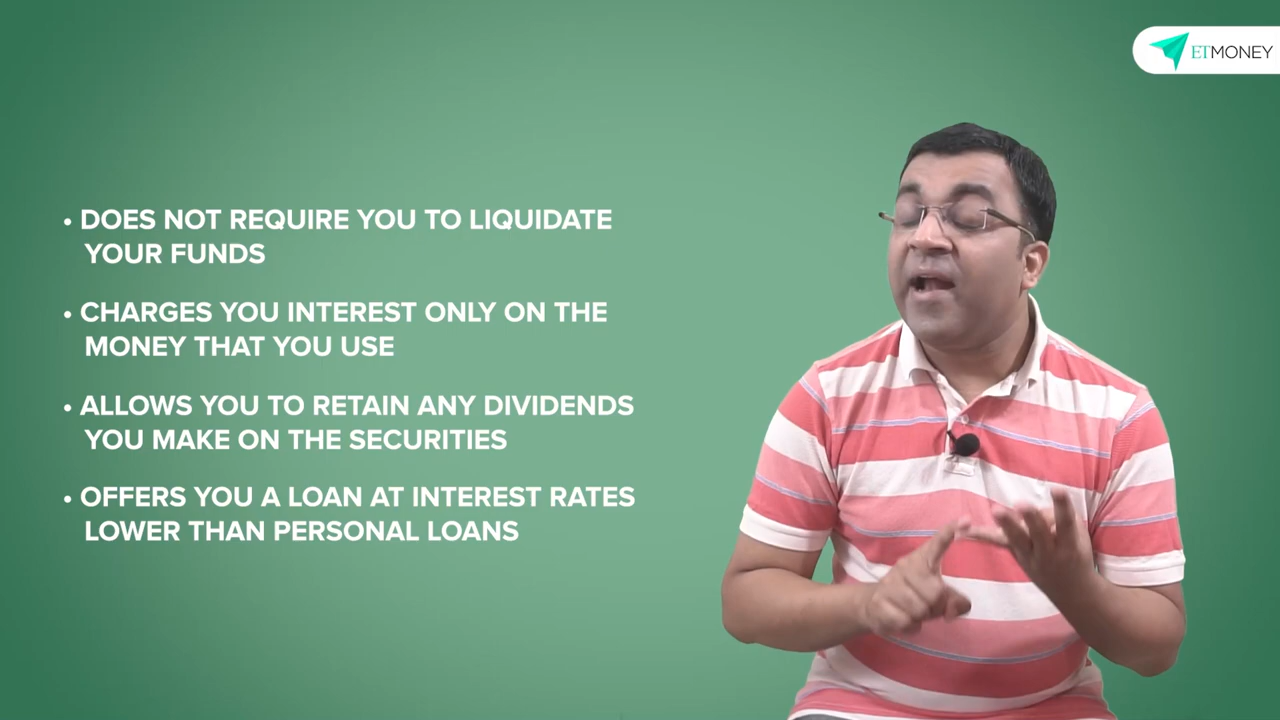 ETMONEY
• DOES NOT REQUIRE YOU TO LIQUIDATE
YOUR FUNDS
• CHARGES YOU INTEREST ONLY ON THE
MONEY THAT YOU USE
• ALLOWS YOU TO RETAIN ANY DIVIDENDS
YOU MAKE ON THE SECURITIES
• OFFERS YOU A LOAN AT INTEREST RATES
LOWER THAN PERSONAL LOANS